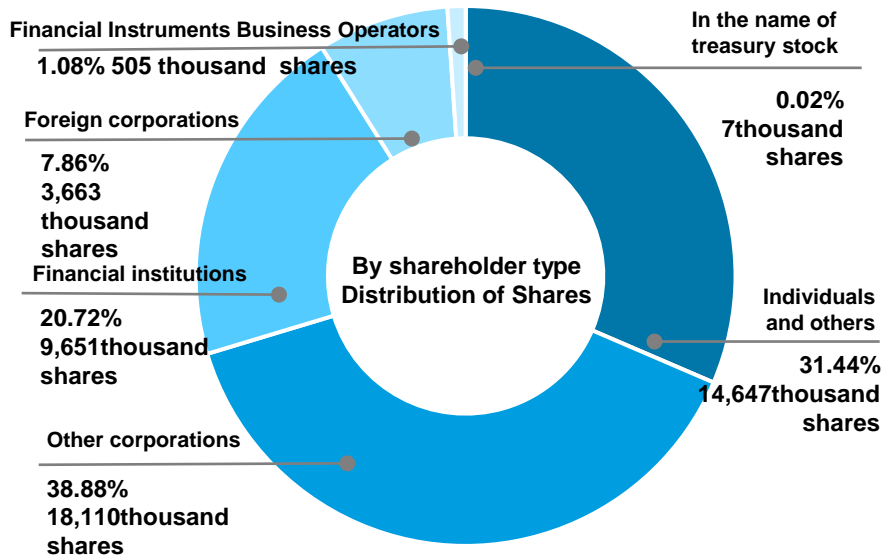 Financial Instruments Business Operators
1.08% 505 thousand shares
Foreign corporations
7.86%
3,663
thousand
shares
Financial institutions
20.72%
9,651thousand
shares
Other corporations
38.88%
18,110thousand
shares
By shareholder type
Distribution of Shares
In the name of
treasury stock
0.02%
7thousand
shares
Individuals
and others
31.44%
14,647thousand
shares